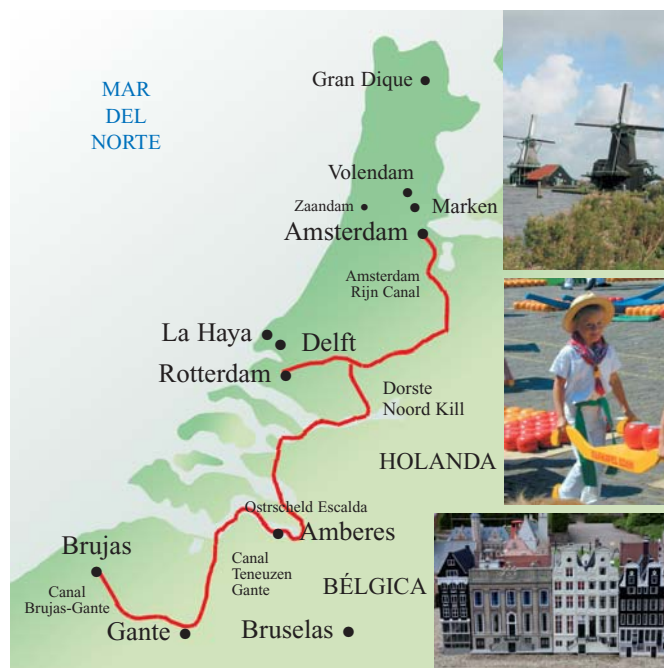 MAR
DEL
NORTE
Gran Dique
Volendam
Zaandam
Marken
Amsterdam
Amsterdam
Rijn Canal
La Haya
Delft
Rotterdam
Dorste
Noord Kill
HOLANDA
Ostrscheld Escalda
Amberes
Brujas
Canal
Teneuzen
Gante
Canal
Brujas-Gante
BÉLGICA
Gante
Bruselas